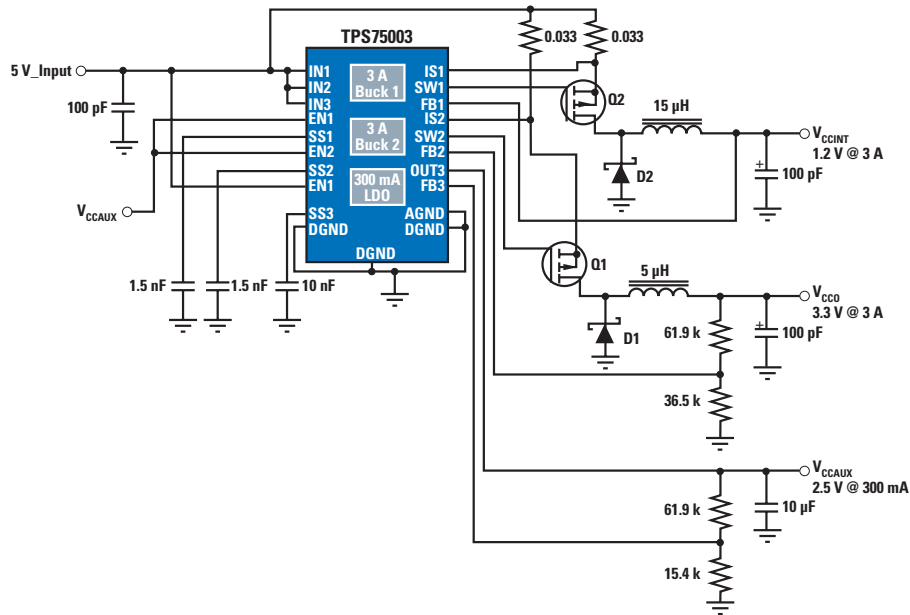 TPS75003
0.033
0.033
5 V_Input
100 pF
IN1
IN2
IN3
EN1
SS1
EN2
SS2
EN1
SS3
DGND
3 A
Buck 1
3 A
Buck 2
300 mA
LDO
IS1
SW1
FB1
IS2
SW2
FB2
OUT3
FB3
AGND
DGND
DGND
V_CCAUX
1.5 nF
1.5 nF
10 nF
Q2
15 µH
D2
V_CCINT
1.2 V @ 3 A
+
100 pF
Q1
5 µH
D1
V_CCO
3.3 V @ 3 A
+
100 pF
61.9 k
36.5 k
V_CCAUX
2.5 V @ 300 mA
61.9 k
10 µF
15.4 k